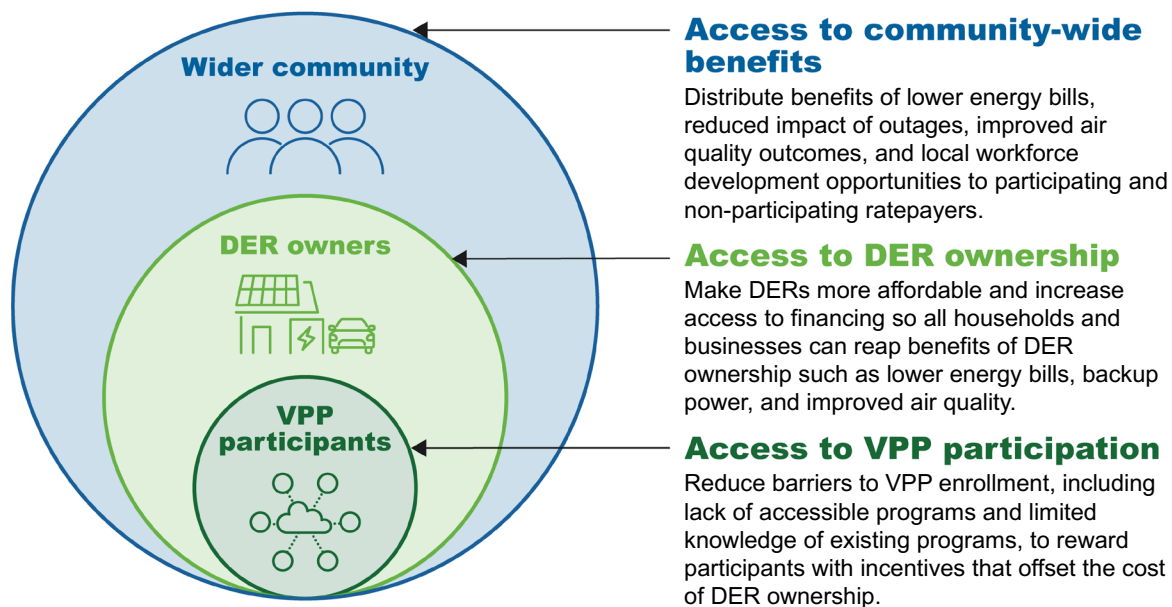 Wider community
DER owners
VPP
participants
Access to community-wide
benefits
Distribute benefits of lower energy bills,
reduced impact of outages, improved air
quality outcomes, and local workforce
development opportunities to participating and
non-participating ratepayers.
Access to DER ownership
Make DERs more affordable and increase
access to financing so all households and
businesses can reap benefits of DER
ownership such as lower energy bills, backup
power, and improved air quality.
Access to VPP participation
Reduce barriers to VPP enrollment, including
lack of accessible programs and limited
knowledge of existing programs, to reward
participants with incentives that offset the cost
of DER ownership.